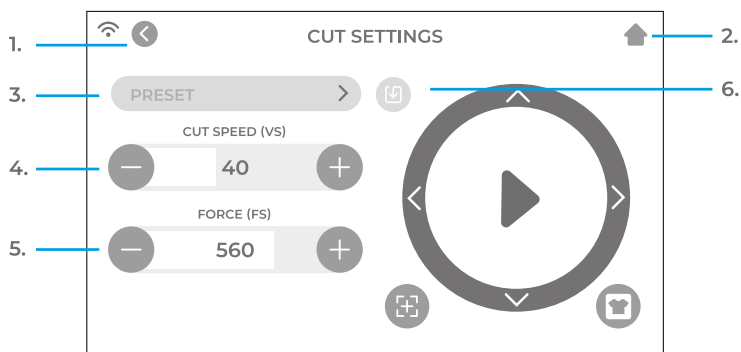 1.
CUT SETTINGS
2.
3.
PRESET
6.
CUT SPEED (VS)
4.
40
FORCE (FS)
5.
560